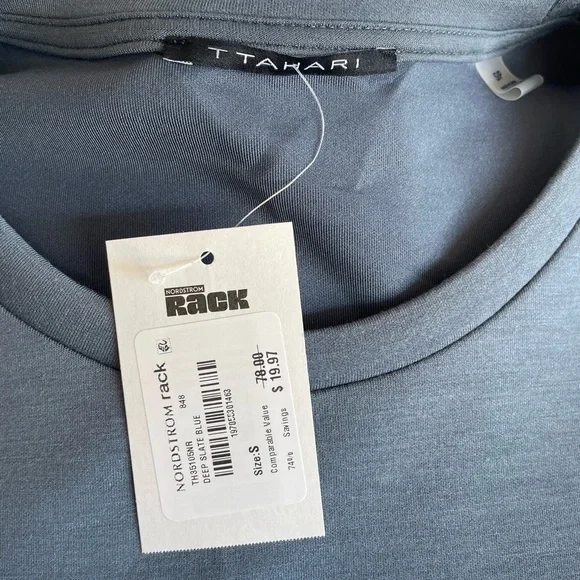 T TAHARI
NORDSTROM
Rack
NORDSTROM rack
848
TH35105NR
DEEP SLATE BLUE
Size:S
Comparable Value 78.00
74% Savings $ 19.97